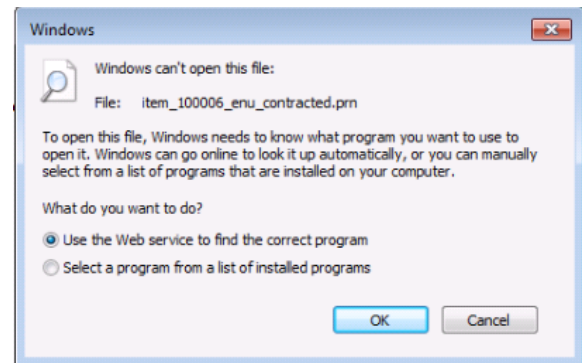 Windows
Windows can't open this file:
File: item_100006_enu_contracted.prn
To open this file, Windows needs to know what program you want to use to
open it. Windows can go online to look it up automatically, or you can manually
select from a list of programs that are installed on your computer.
What do you want to do?
Use the Web service to find the correct program
Select a program from a list of installed programs
OK Cancel